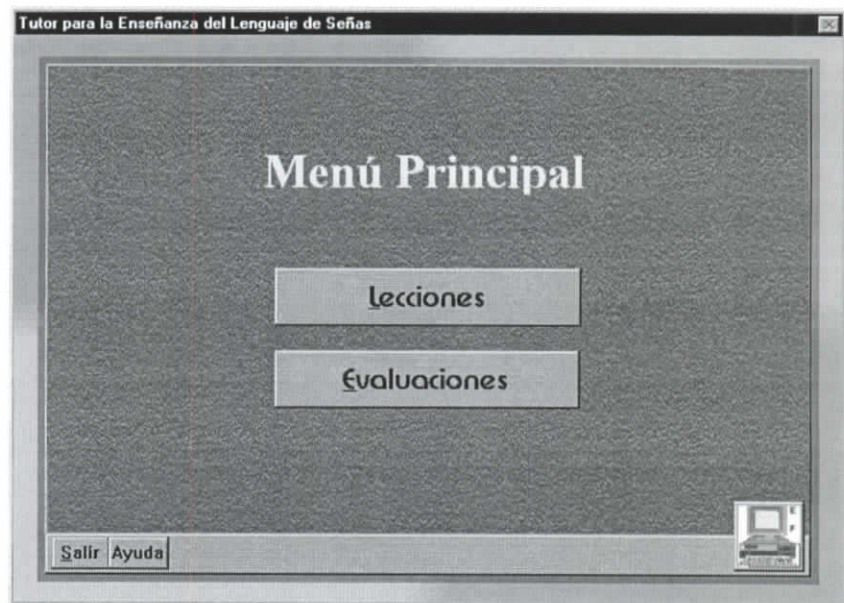 Tutor para la Enseñanza del Lenguaje de Señas
Menú Principal
Lecciones
Evaluaciones
Salir Ayuda
E
F